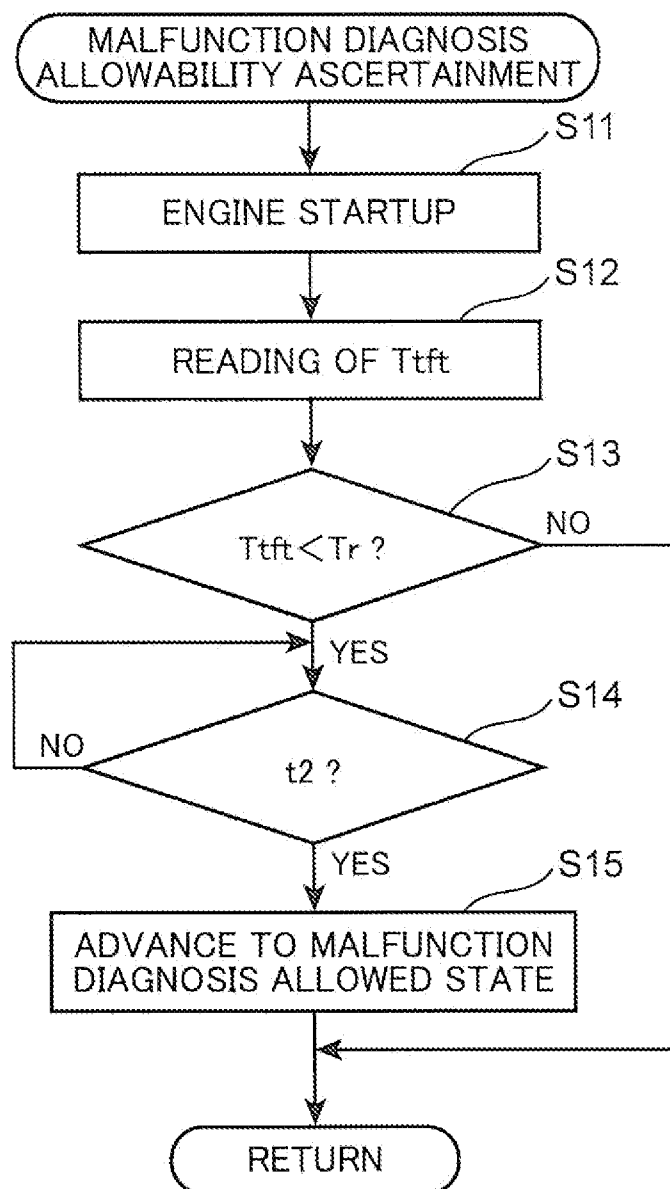 MALFUNCTION DIAGNOSIS
ALLOWABILITY ASCERTAINMENT
S11
ENGINE STARTUP
S12
READING OF Ttft
S13
Ttft<Tr ?
NO
YES
S14
NO
t2 ?
YES
S15
ADVANCE TO MALFUNCTION
DIAGNOSIS ALLOWED STATE
RETURN